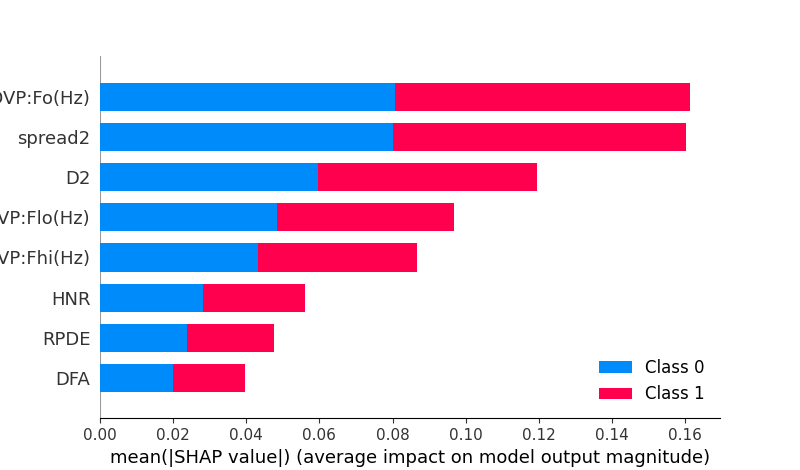 DVP:Fo(Hz)
spread2
D2
VP:Flo(Hz)
VP:Fhi(Hz)
HNR
RPDE
DFA
Class 0
Class 1
0.00 0.02 0.04 0.06 0.08 0.10 0.12 0.14 0.16
mean(|SHAP value|) (average impact on model output magnitude)